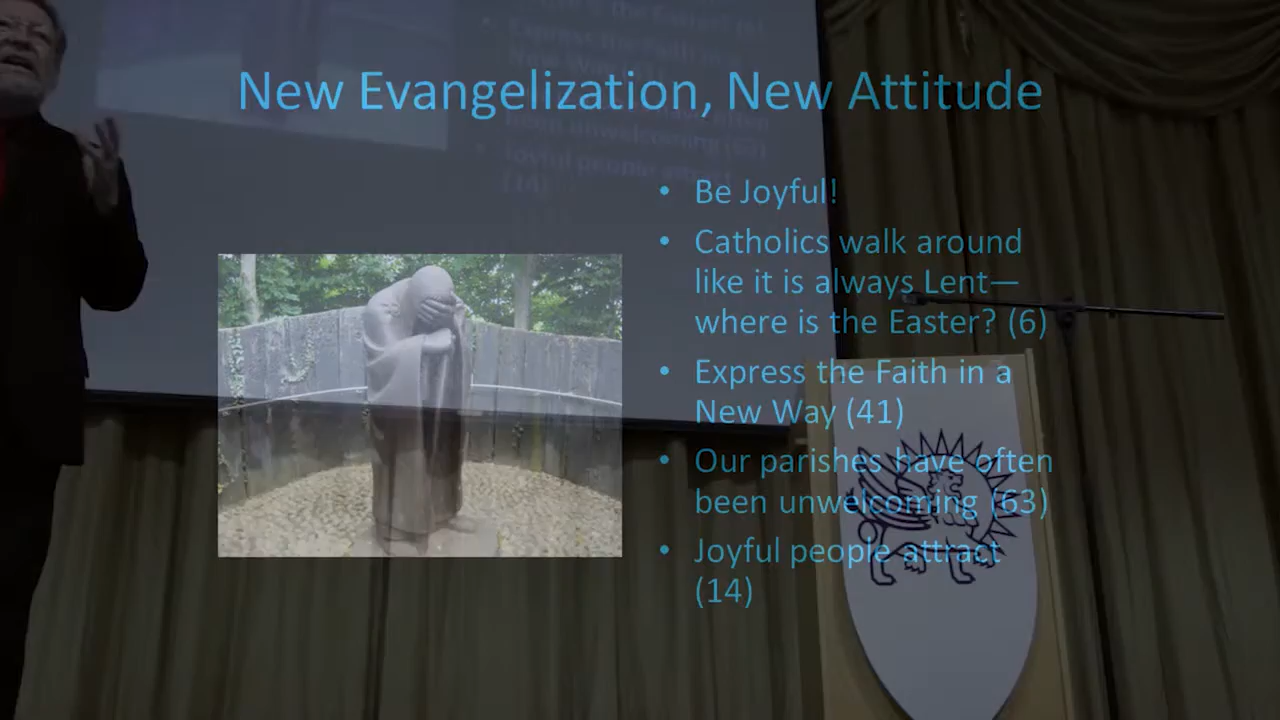 New Evangelization, New Attitude
• Be Joyful!
• Catholics walk around
like it is always Lent—
where is the Easter? (6)
• Express the Faith in a
New Way (41)
• Our parishes have often
been unwelcoming (63)
• Joyful people attract
(14)